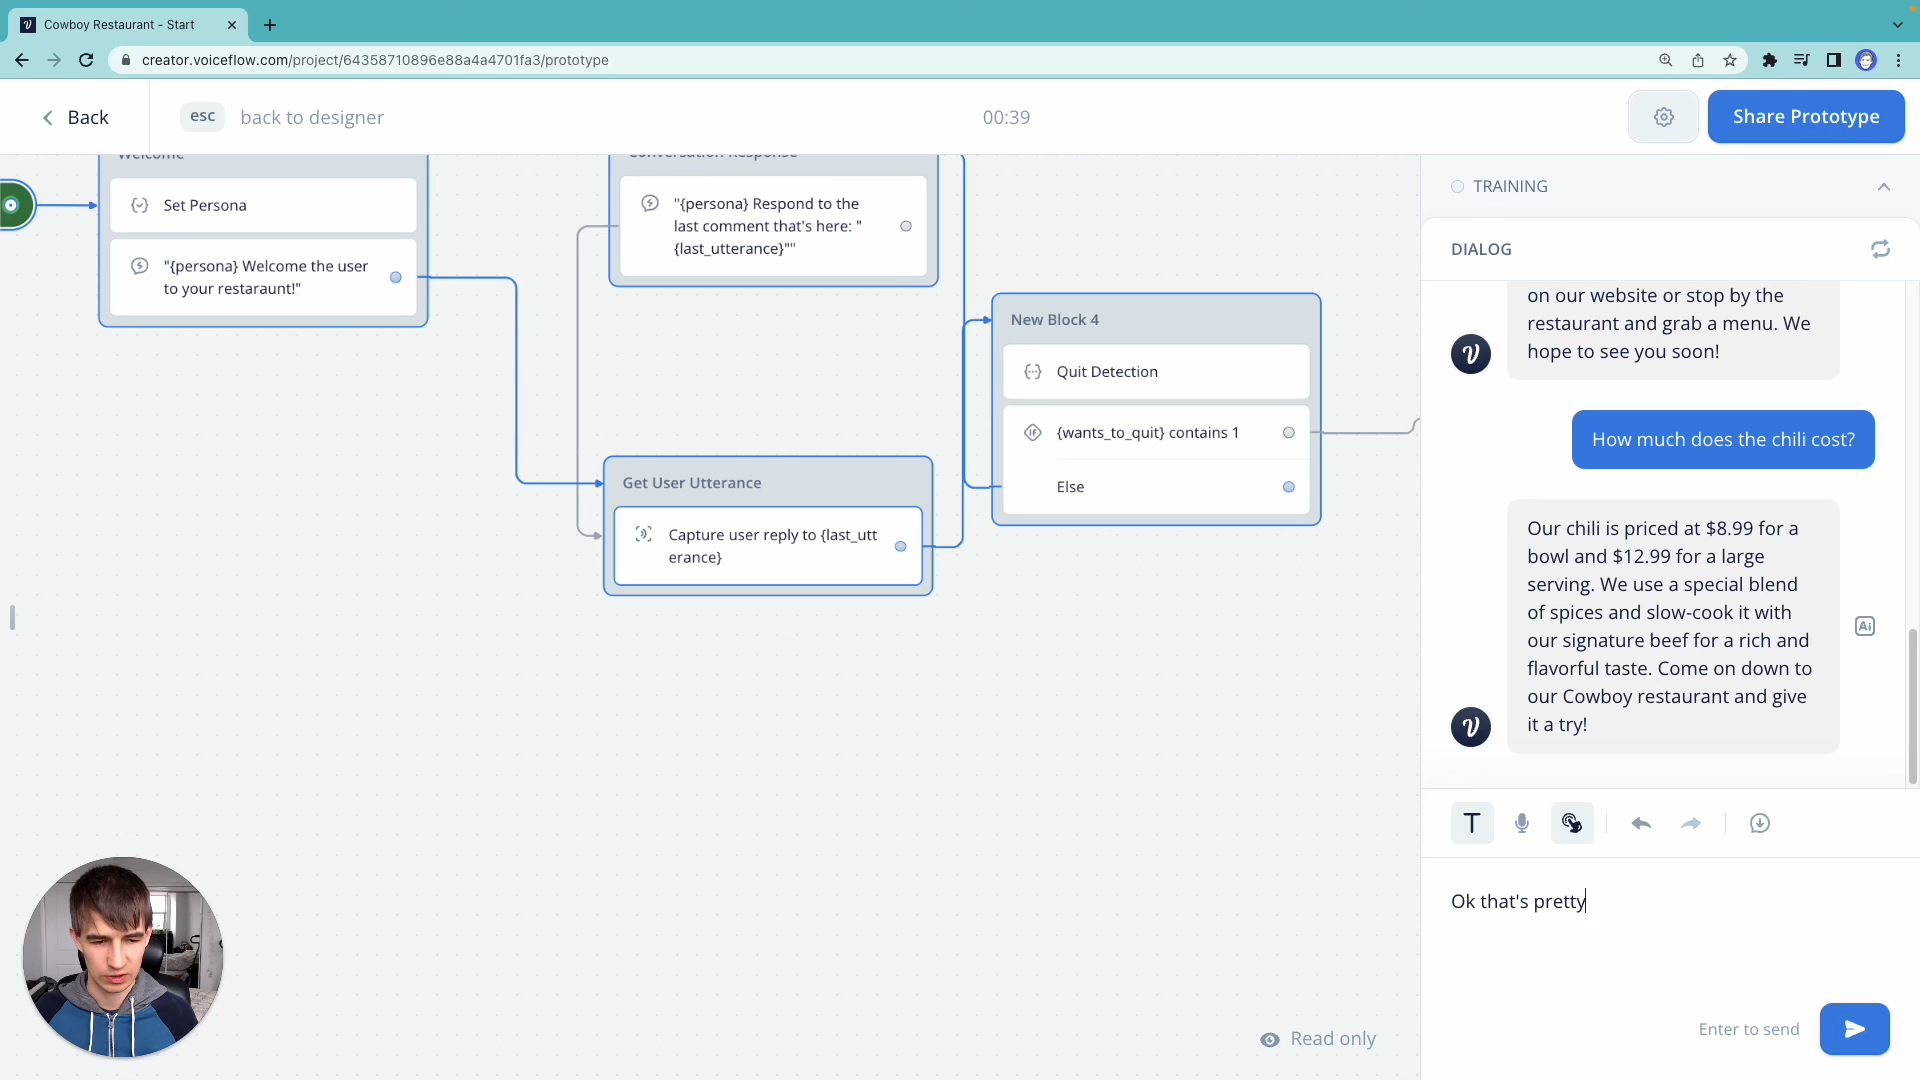 Cowboy Restaurant - Start
creator.voiceflow.com/project/64358710896e88a4a4701fa3/prototype
Back
esc
back to designer
00:39
Share Prototype
Welcome
Set Persona
"{persona} Welcome the user
to your restaraunt!"
Conversation Response
"{persona} Respond to the
last comment that's here: "
{last_utterance}""
New Block 4
Quit Detection
IF
{wants_to_quit} contains 1
Else
Get User Utterance
Capture user reply to {last_utt
erance}
Read only
TRAINING
DIALOG
on our website or stop by the
restaurant and grab a menu. We
hope to see you soon!
How much does the chili cost?
Our chili is priced at $8.99 for a
bowl and $12.99 for a large
serving. We use a special blend
of spices and slow-cook it with
our signature beef for a rich and
flavorful taste. Come on down to
our Cowboy restaurant and give
it a try!
Ai
T
Ok that's pretty
Enter to send